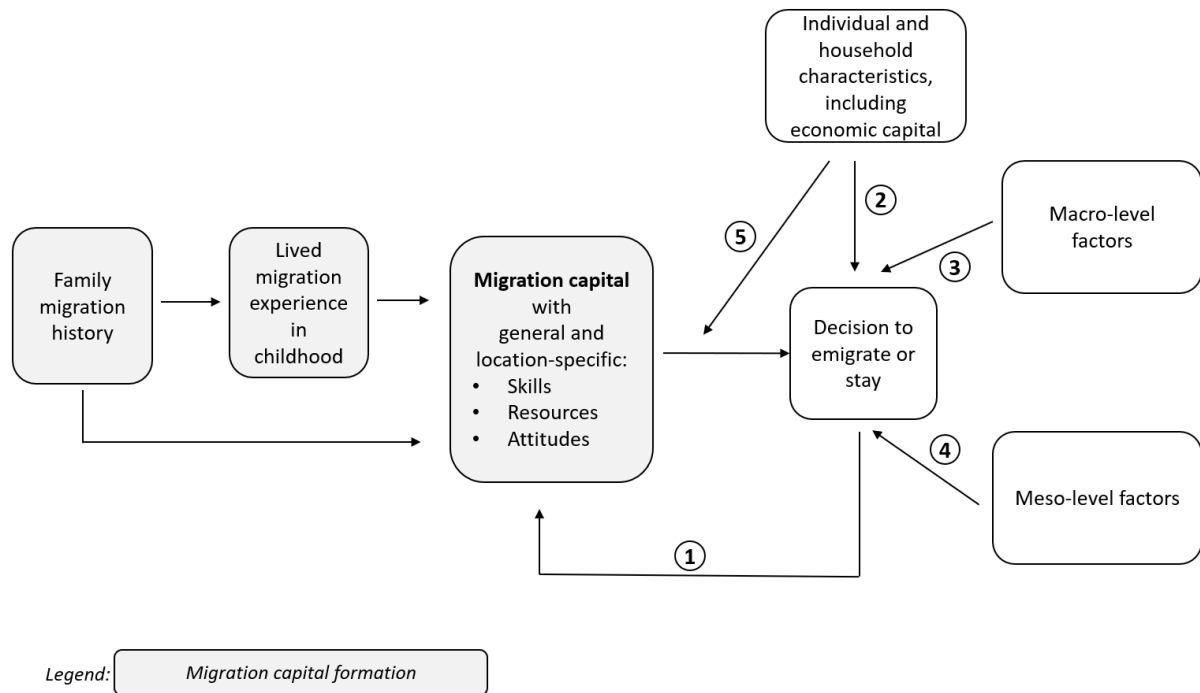 Individual and
household
characteristics,
including
economic capital
2
5
Macro-level
factors
3
Family
migration
history
Lived
migration
experience
in
childhood
Migration capital
with
general and
location-specific:
• Skills
• Resources
• Attitudes
Decision to
emigrate or
stay
4
Meso-level factors
1
Legend:
Migration capital formation